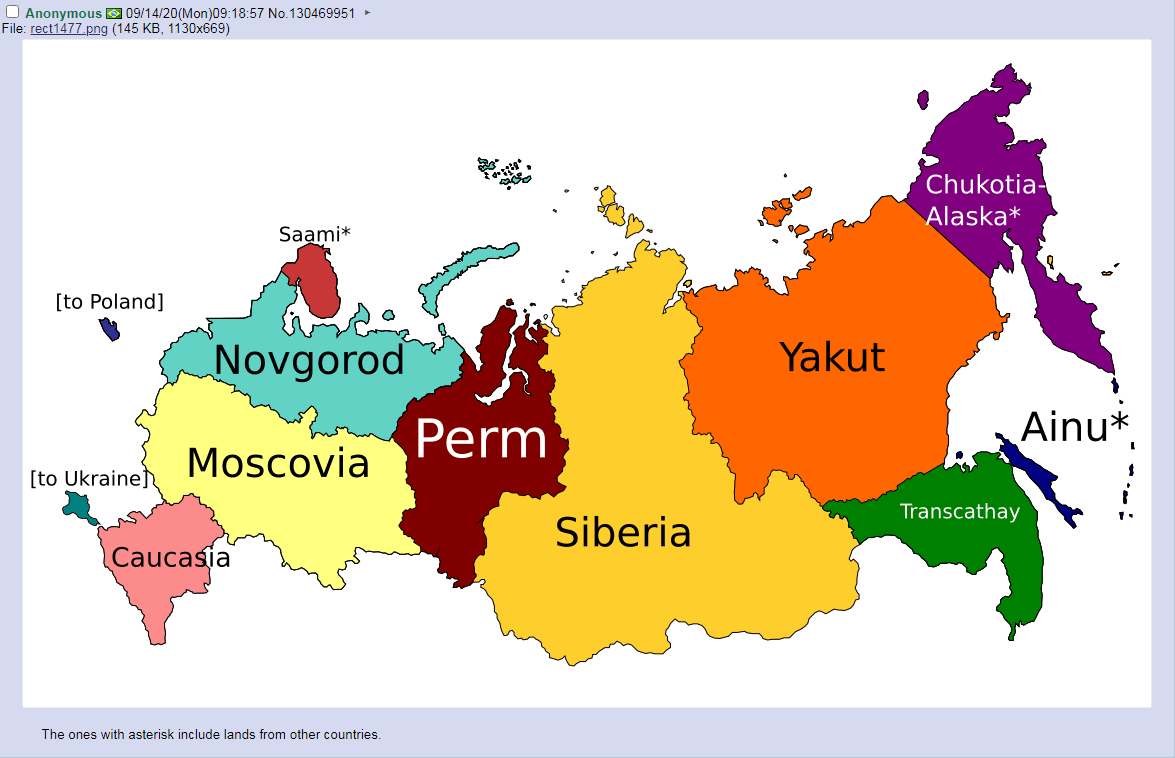 Anonymous 09/14/20(Mon)09:18:57 No.130469951
File: rect1477.png (145 KB, 1130x669)
Chukotia-
Alaska*
Saami*
[to Poland]
Novgorod
Yakut
Perm
Ainu*
Moscovia
[to Ukraine]
Transcathay
Siberia
Caucasia
The ones with asterisk include lands from other countries.